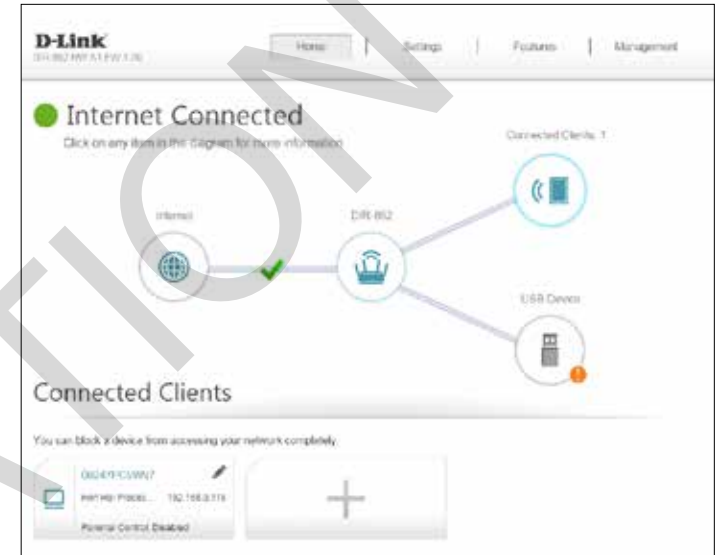 D-Link
Home
Settings
Features
Management
Internet Connected
Click on any item in the diagram for more information
Connected Clients: 1
Internet
DIR-862
USB Device
Connected Clients
You can block a device from accessing your network completely.
Parental Control Disabled
TION